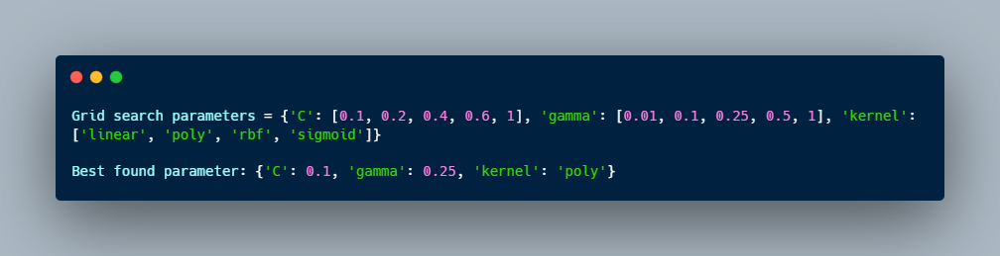 Grid search parameters = {'C': [0.1, 0.2, 0.4, 0.6, 1], 'gamma': [0.01, 0.1, 0.25, 0.5, 1], 'kernel':
['linear', 'poly', 'rbf', 'sigmoid']}
Best found parameter: {'C': 0.1, 'gamma': 0.25, 'kernel': 'poly'}